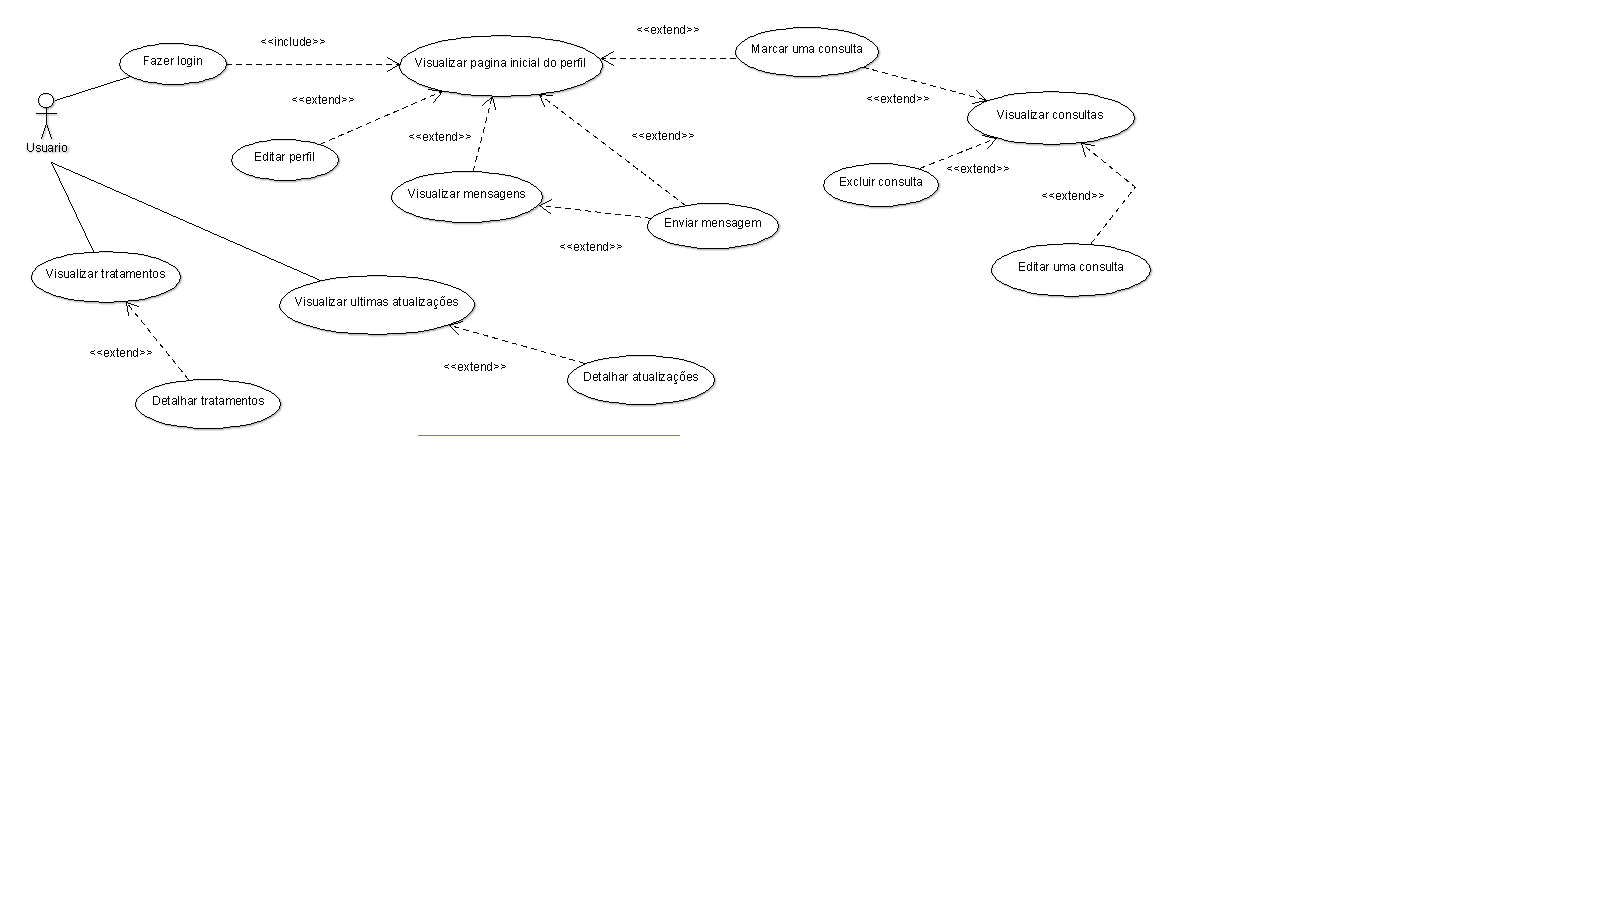 <<extend>>
Marcar uma consulta
<<include>>
Fazer login
Visualizar pagina inicial do perfil
<<extend>>
<<extend>>
Visualizar consultas
<<extend>>
<<extend>>
Usuario
Editar perfil
<<extend>>
Excluir consulta
Visualizar mensagens
<<extend>>
Enviar mensagem
<<extend>>
Editar uma consulta
Visualizar tratamentos
Visualizar ultimas atualizações
<<extend>>
<<extend>>
Detalhar atualizações
Detalhar tratamentos